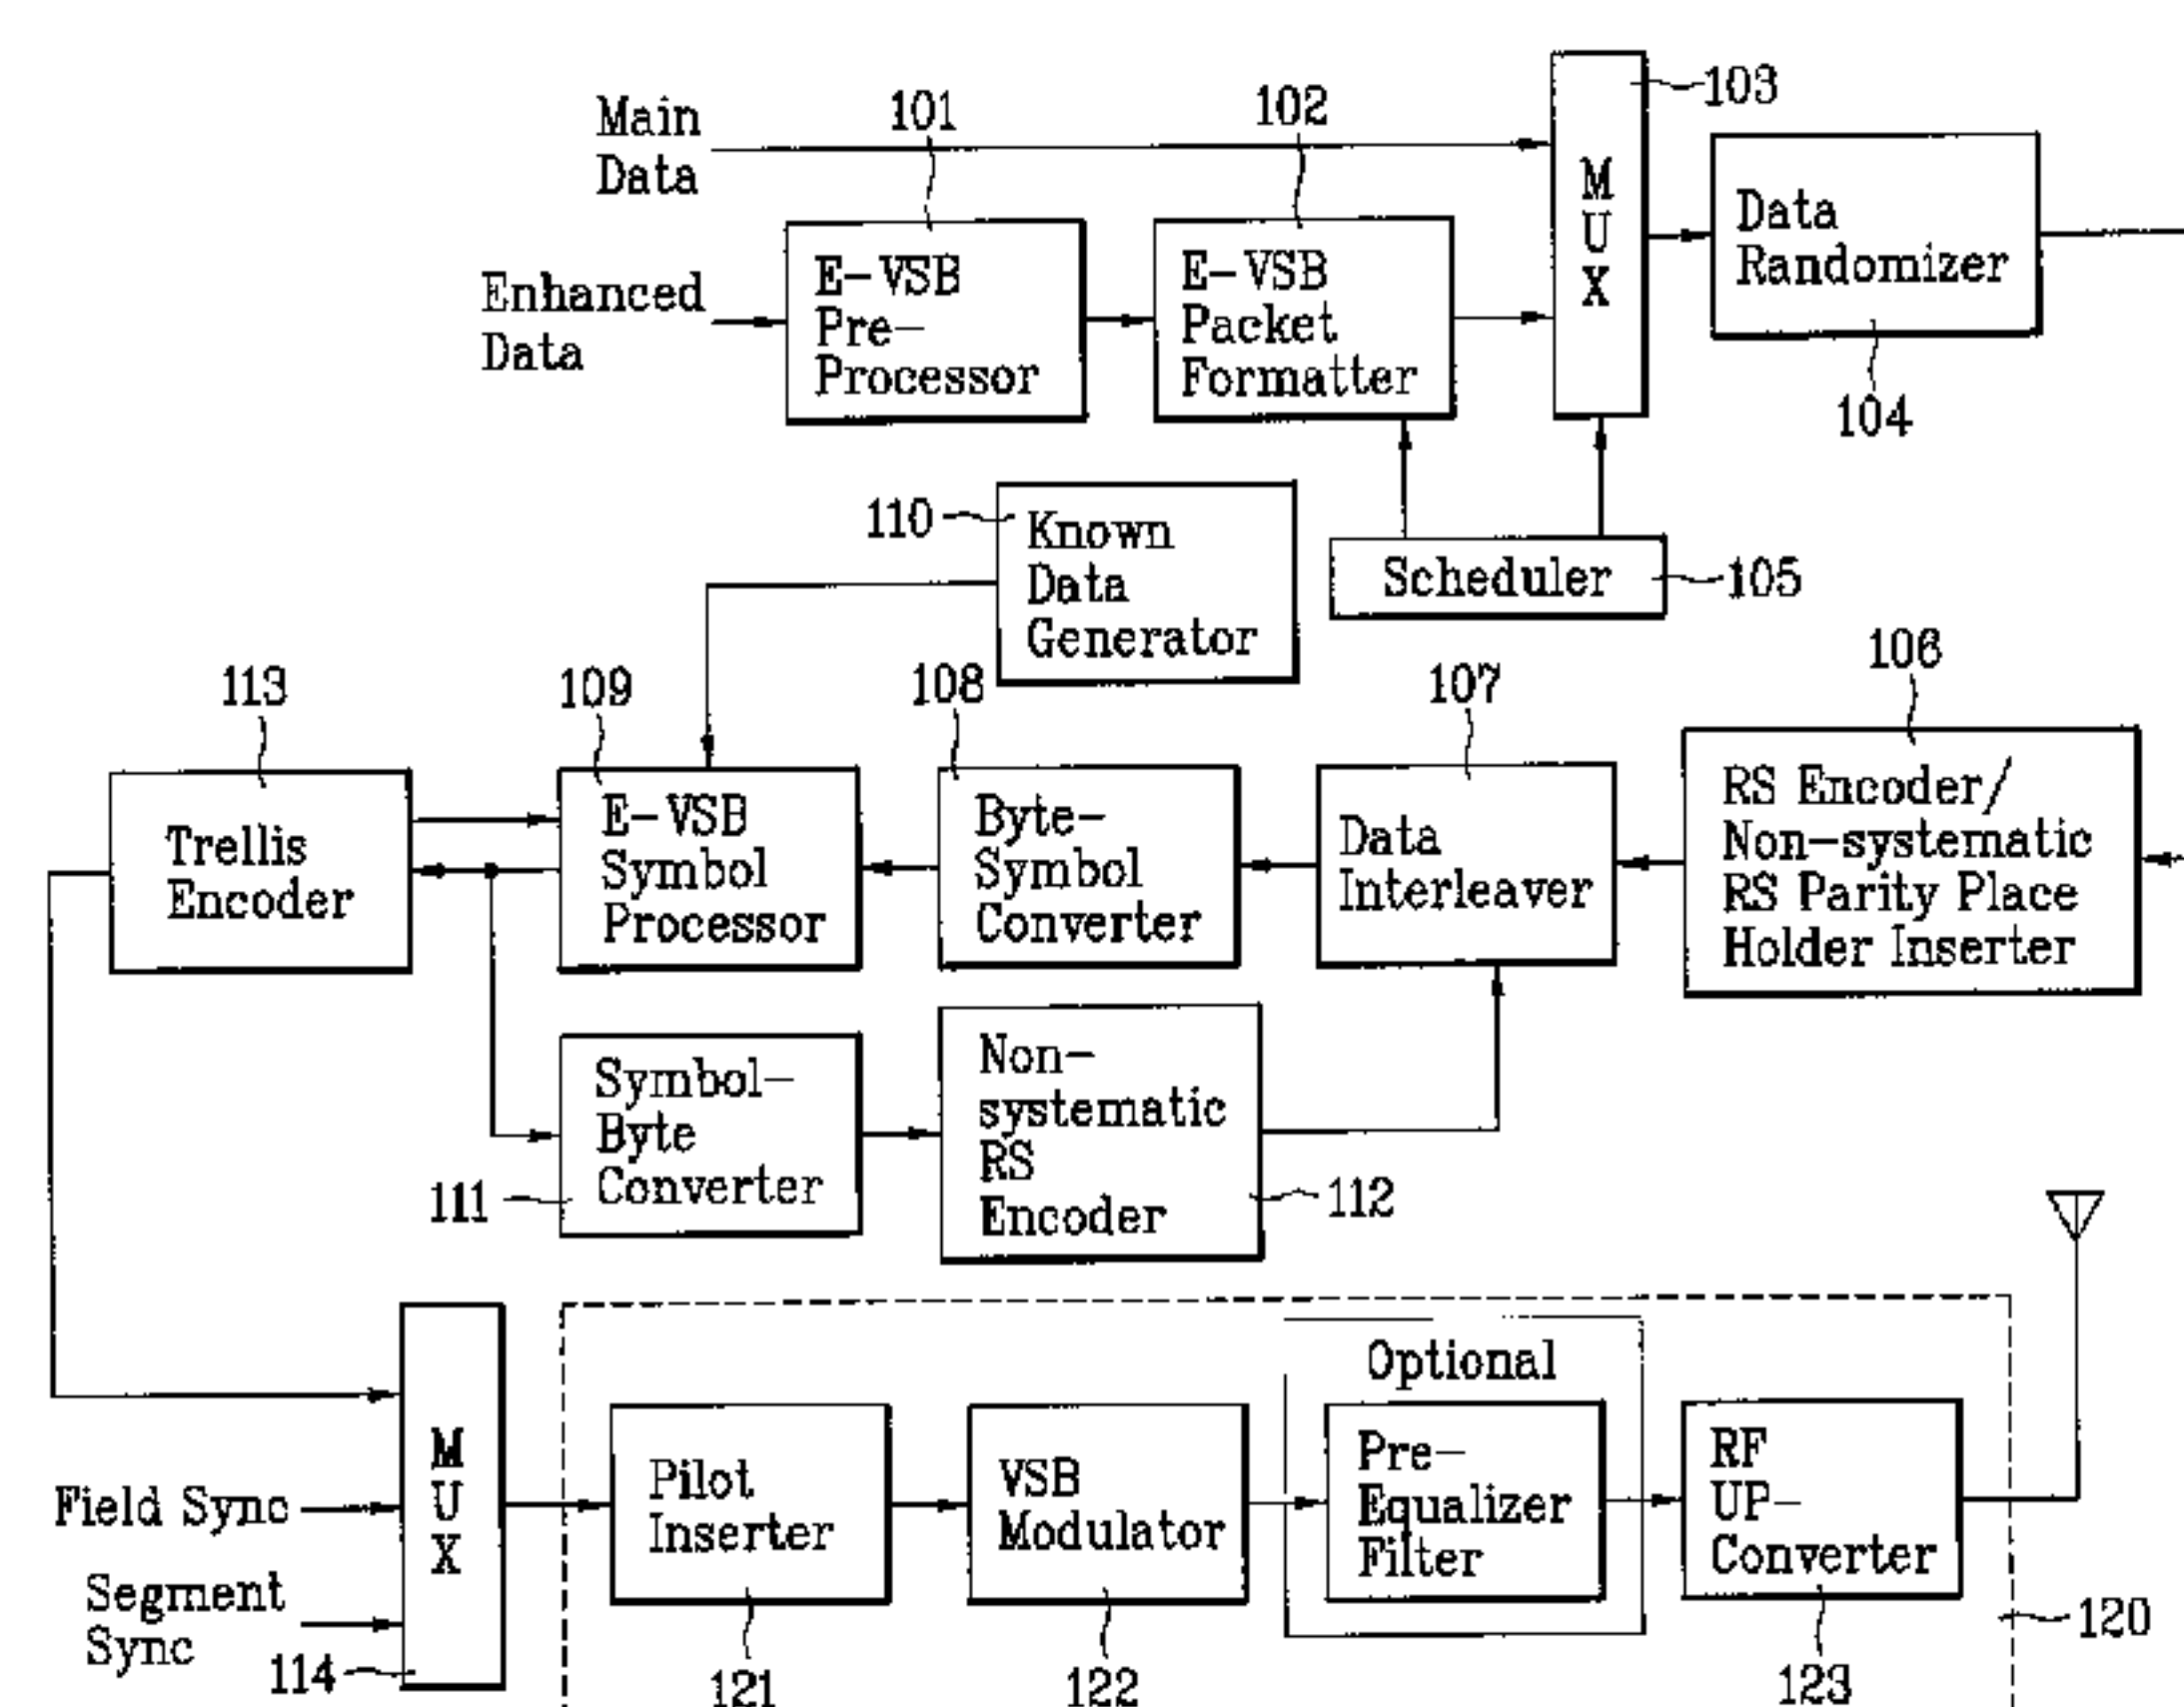 Main
Data
101
102
103
M
U
X
Data
Randomizer
104
Enhanced
Data
E-VSB
Pre-
Processor
E-VSB
Packet
Formatter
110
Known
Data
Generator
Scheduler
105
113
109
108
107
106
Trellis
Encoder
E-VSB
Symbol
Processor
Byte-
Symbol
Converter
Data
Interleaver
RS Encoder/
Non-systematic
RS Parity Place
Holder Inserter
111
Symbol-
Byte
Converter
Non-
systematic
RS
Encoder
112
Optional
M
U
X
Field Sync
Segment
Sync
114
Pilot
Inserter
121
VSB
Modulator
122
Pre-
Equalizer
Filter
RF
UP-
Converter
123
120